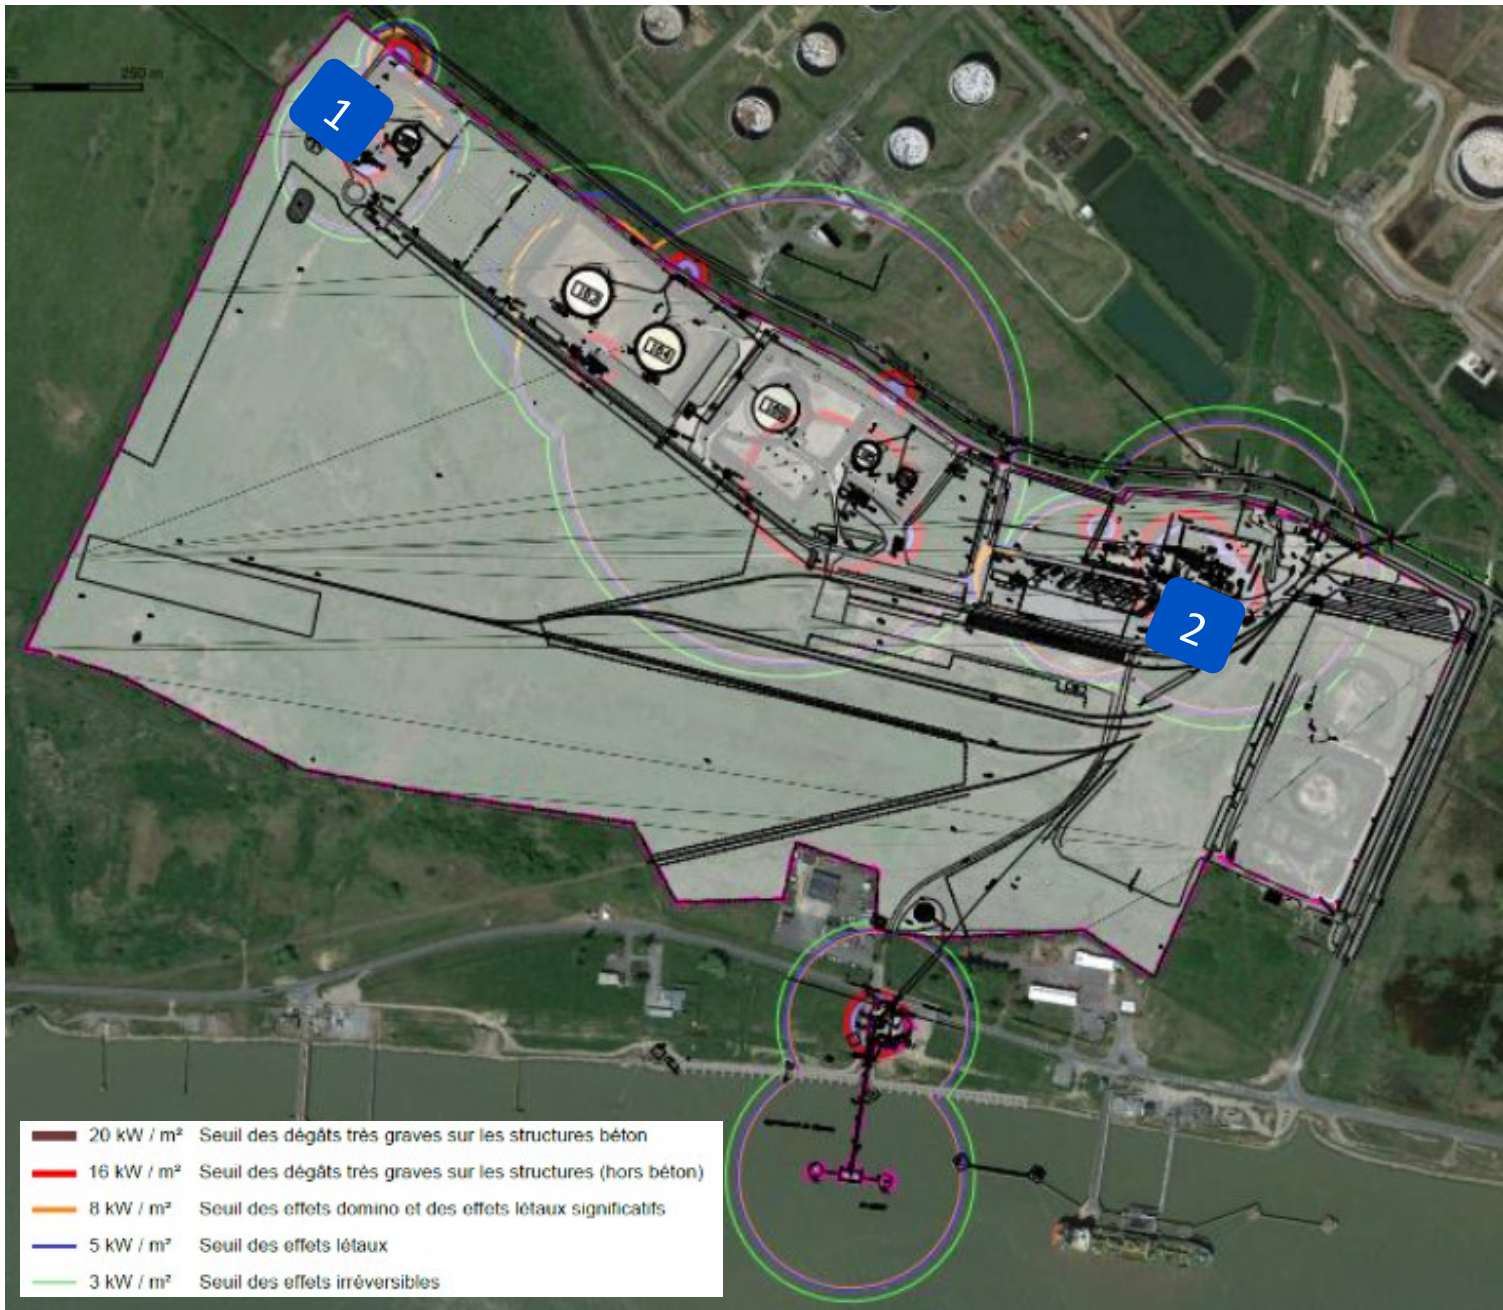 250 m
1
2
20 kW / m² Seuil des dégâts très graves sur les structures béton
16 kW / m² Seuil des dégâts très graves sur les structures (hors béton)
8 kW / m² Seuil des effets domino et des effets létaux significatifs
5 kW / m² Seuil des effets létaux
3 kW / m² Seuil des effets irréversibles